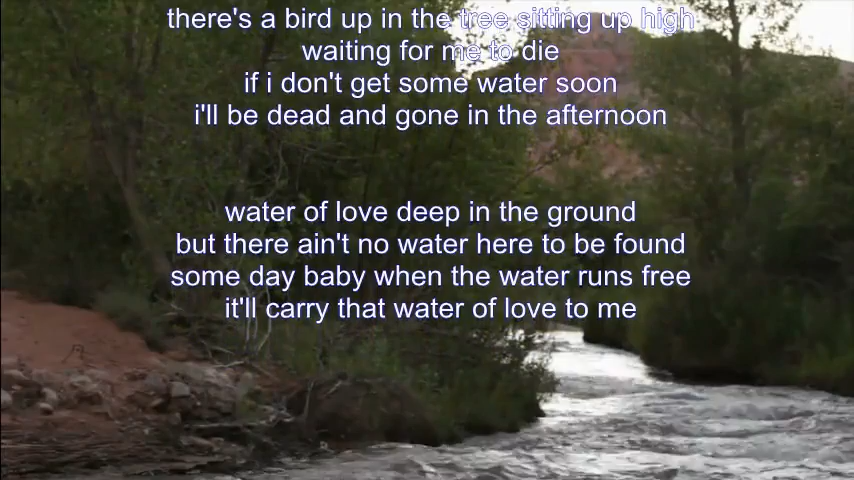 there's a bird up in the tree sitting up high
waiting for me to die
if i don't get some water soon
i'll be dead and gone in the afternoon
water of love deep in the ground
but there ain't no water here to be found
some day baby when the water runs free
it'll carry that water of love to me